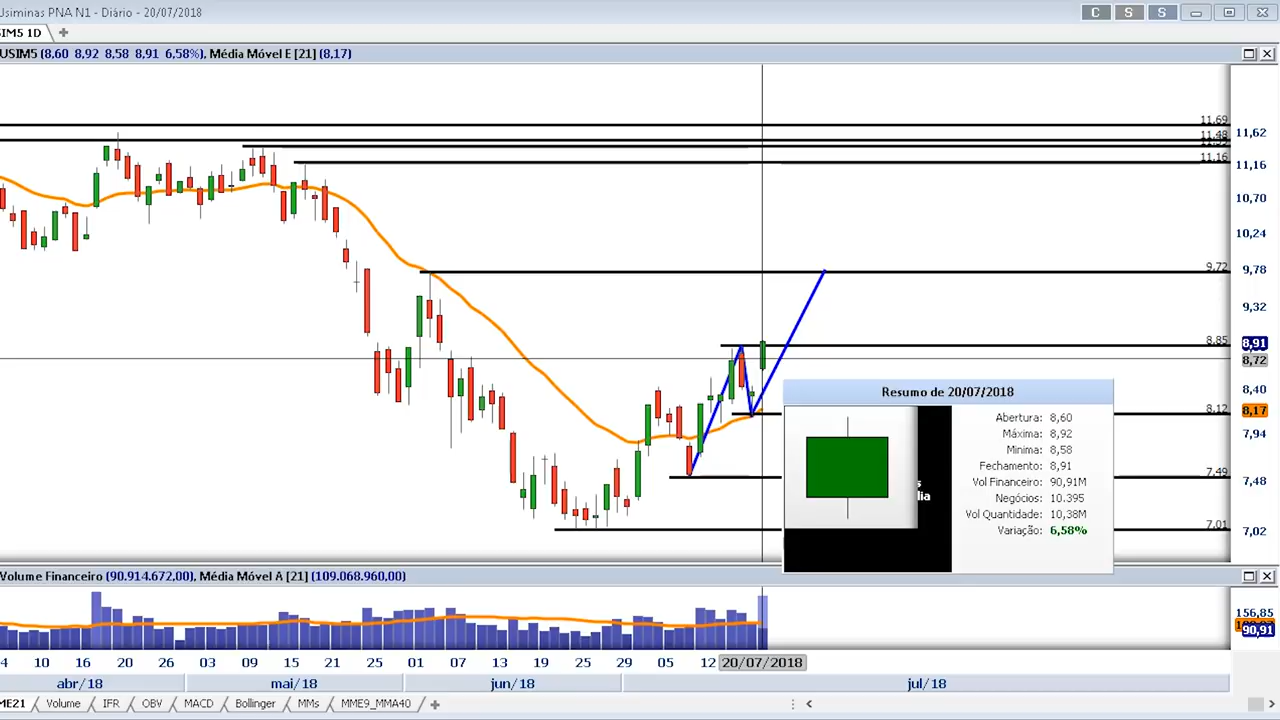 Usiminas PNA N1 - Diário - 20/07/2018
C S S
SIM5 1D
USIM5 (8,60 8,92 8,58 8,91 6,58%), Média Móvel E [21] (8,17)
11.69
11.48
11.16
9.72
8.85
8.12
7.49
7.01
11,62
11,16
10,70
10,24
9,78
9,32
8,91
8,72
8,40
8,17
7,94
7,48
7,02
Resumo de 20/07/2018
Abertura: 8,60
Máxima: 8,92
Minima: 8,58
Fechamento: 8,91
Vol Financeiro: 90,91M
Negócios: 10.395
Vol Quantidade: 10,38M
Variação: 6,58%
s
dia
Volume Financeiro (90.914.672,00), Média Móvel A [21] (109.068.960,00)
156,85
90,91
4 10 16 20 26 03 09 15 21 25 01 07 13 19 25 29 05 12 20/07/2018
abr/18 mai/18 jun/18 jul/18
ME21 Volume IFR OBV MACD Bollinger MMs MME9_MMA40